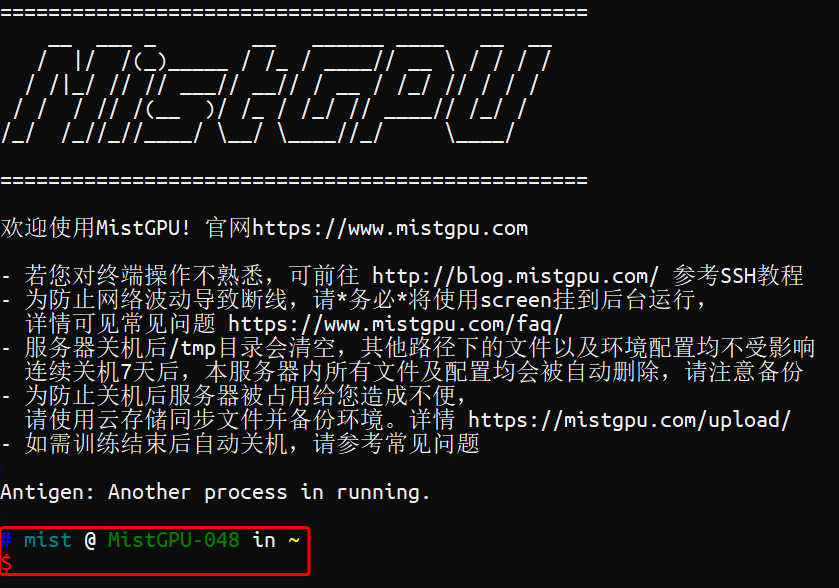 ================================================
MistGPU
================================================
欢迎使用MistGPU! 官网https://www.mistgpu.com
- 若您对终端操作不熟悉，可前往 http://blog.mistgpu.com/ 参考SSH教程
- 为防止网络波动导致断线，请*务必*将使用screen挂到后台运行，
详情可见常见问题 https://www.mistgpu.com/faq/
- 服务器关机后/tmp目录会清空，其他路径下的文件以及环境配置均不受影响
连续关机7天后，本服务器内所有文件及配置均会被自动删除，请注意备份
- 为防止关机后服务器被占用给您造成不便，
请使用云存储同步文件并备份环境。详情 https://mistgpu.com/upload/
- 如需训练结束后自动关机，请参考常见问题
Antigen: Another process in running.
# mist @ MistGPU-048 in ~
$